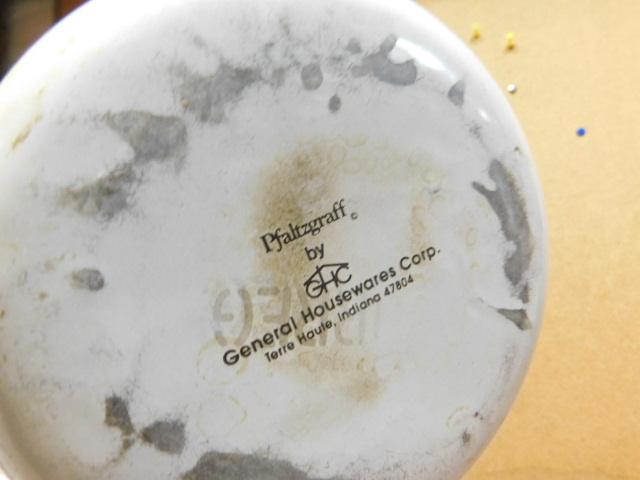 Pfaltzgraff ©
by
GHC
General Housewares Corp.
Terre Haute, Indiana 47804